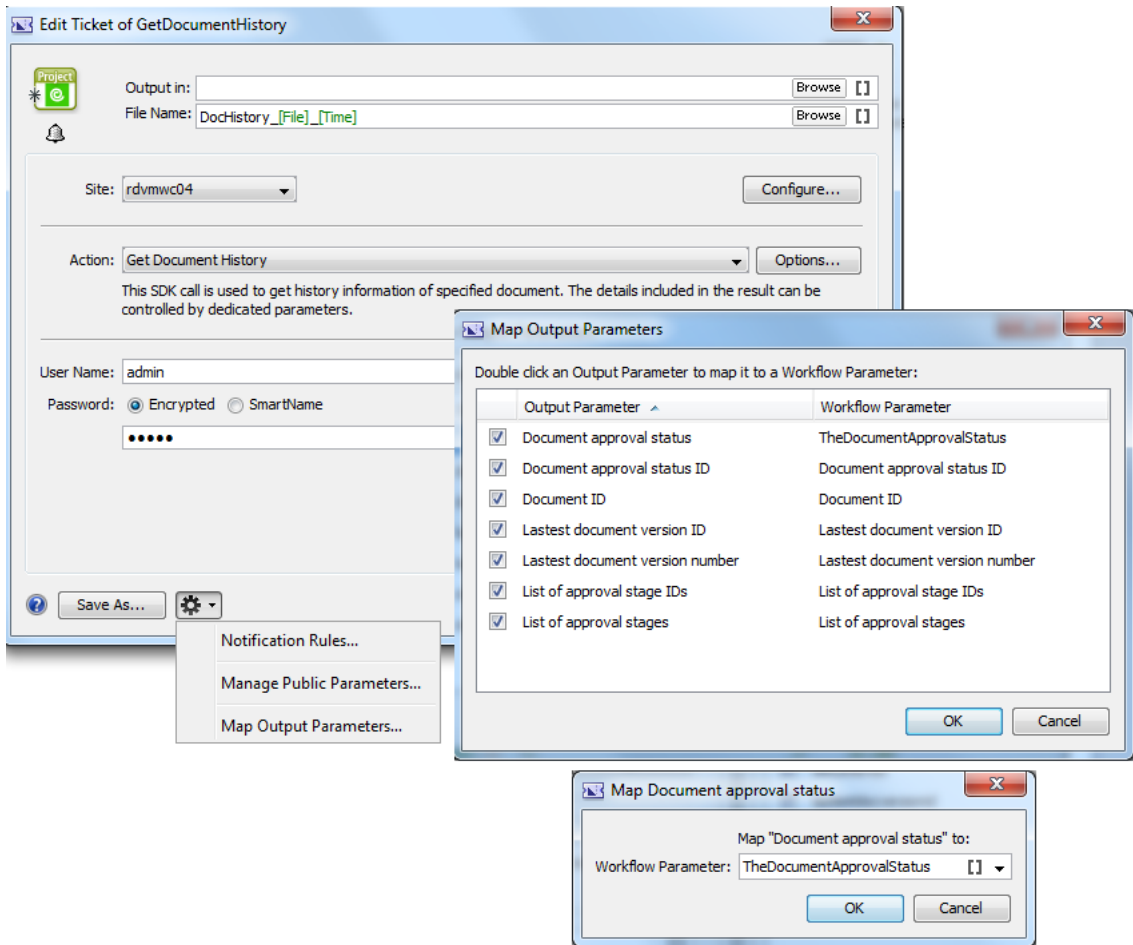 Edit Ticket of GetDocumentHistory
Project
Output in:
Browse
File Name:
DocHistory_[File]_[Time]
Browse
Site:
rdvmwc04
Configure...
Action:
Get Document History
Options...
This SDK call is used to get history information of specified document. The details included in the result can be
controlled by dedicated parameters.
User Name:
admin
Password:
Encrypted
SmartName
Save As...
Notification Rules...
Manage Public Parameters...
Map Output Parameters...
Map Output Parameters
Double click an Output Parameter to map it to a Workflow Parameter:
Output Parameter
Workflow Parameter
Document approval status
TheDocumentApprovalStatus
Document approval status ID
Document approval status ID
Document ID
Document ID
Lastest document version ID
Lastest document version ID
Lastest document version number
Lastest document version number
List of approval stage IDs
List of approval stage IDs
List of approval stages
List of approval stages
OK
Cancel
Map Document approval status
Map "Document approval status" to:
Workflow Parameter:
TheDocumentApprovalStatus
OK
Cancel